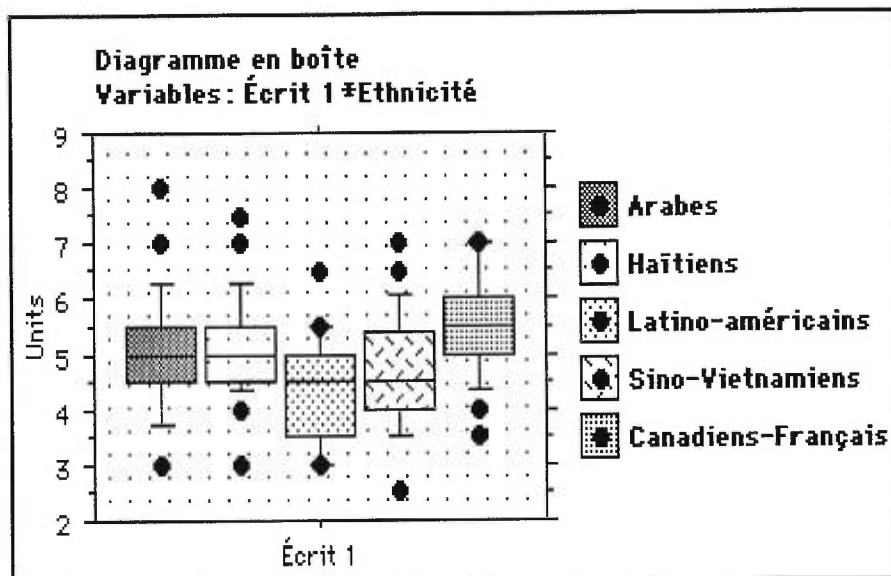 Diagramme en boîte
Variables: Écrit 1 *Ethnicité
9
8
7
6
5
4
3
2
Units
Écrit 1
Arabes
Haïtiens
Latino-américains
Sino-Vietnamiens
Canadiens-Français